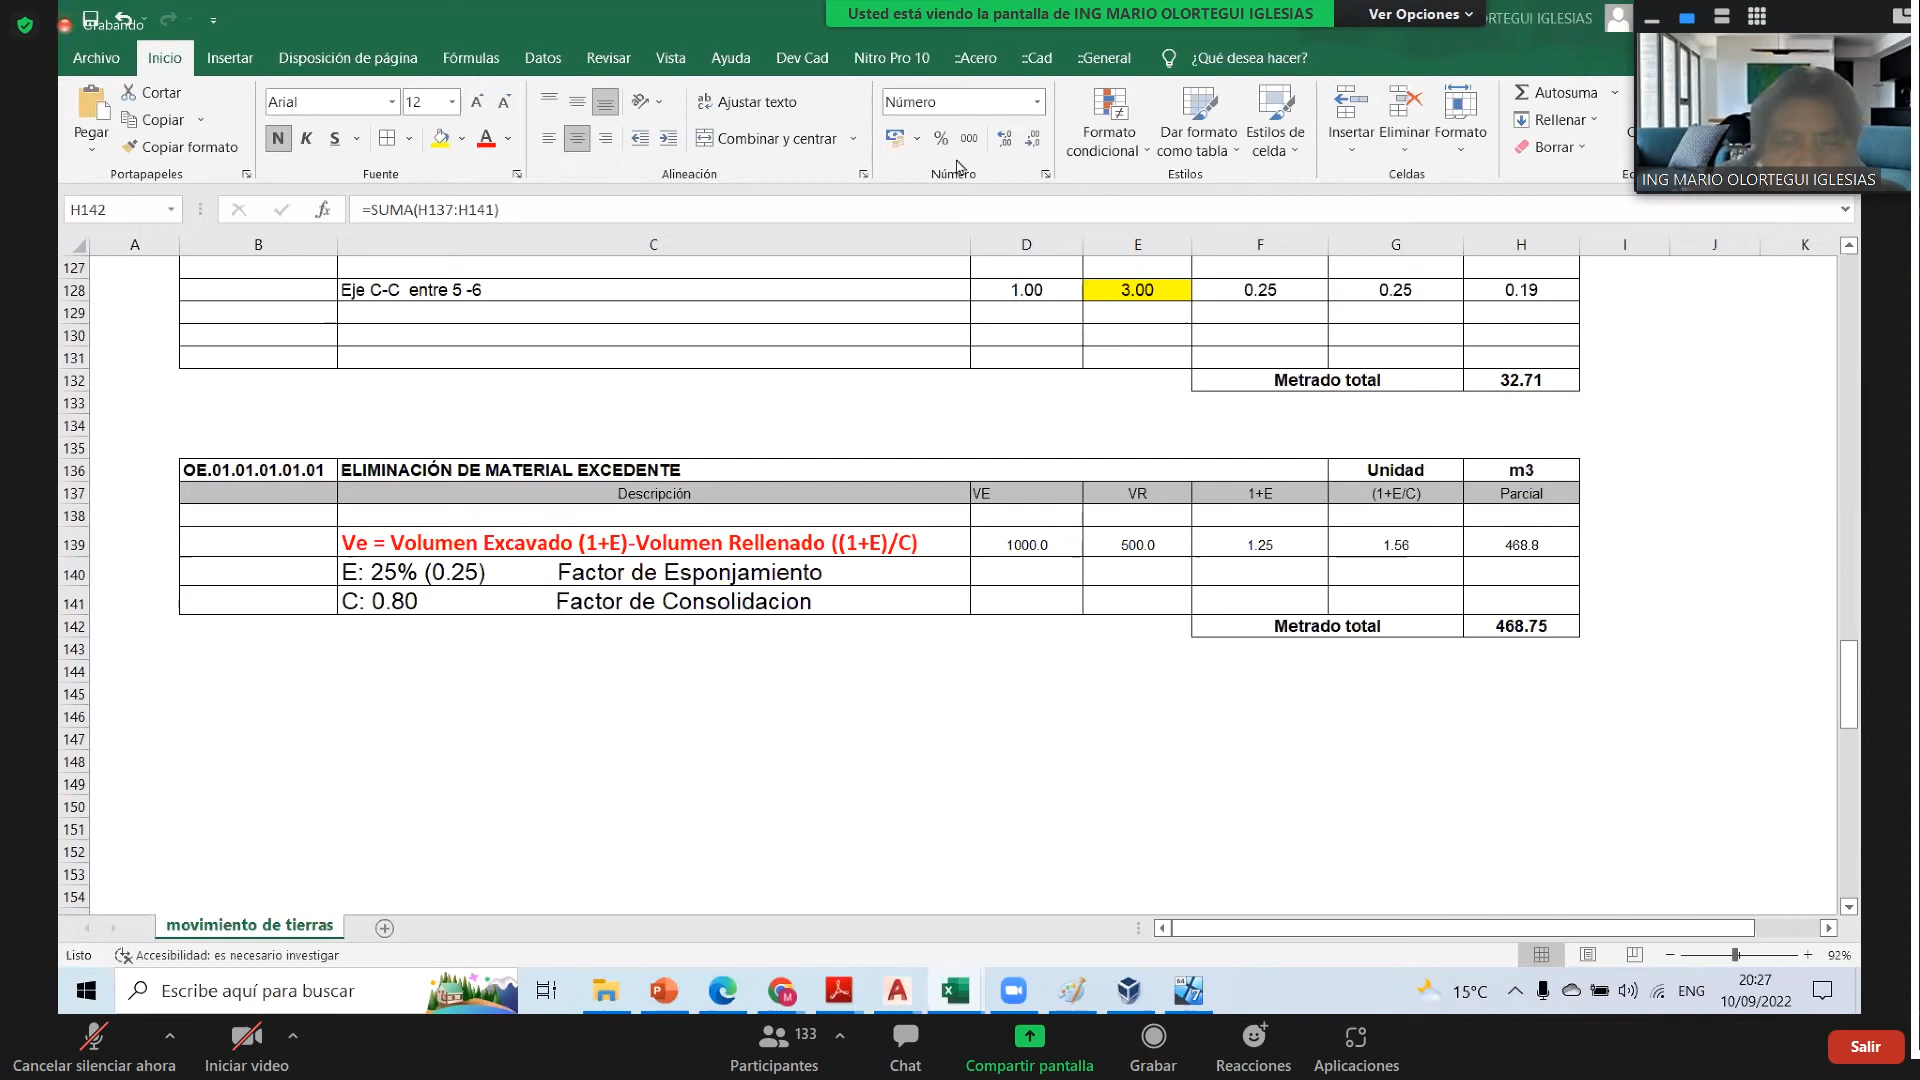 Grabando
Usted está viendo la pantalla de ING MARIO OLORTEGUI IGLESIAS
Ver Opciones
RTEGUI IGLESIAS
Archivo Inicio Insertar Disposición de página Fórmulas Datos Revisar Vista Ayuda Dev Cad Nitro Pro 10 ::Acero ::Cad ::General ¿Qué desea hacer?
Pegar
Cortar
Copiar
Copiar formato
Portapapeles
Arial 12
N K S
Fuente
Ajustar texto
Combinar y centrar
Alineación
Número
% 000
Número
Formato condicional
Dar formato como tabla
Estilos de celda
Estilos
Insertar Eliminar Formato
Celdas
Autosuma
Rellenar
Borrar
ING MARIO OLORTEGUI IGLESIAS
H142 fx =SUMA(H137:H141)
A B C D E F G H I J K
127
128 Eje C-C entre 5 -6 1.00 3.00 0.25 0.25 0.19
129
130
131
132 Metrado total 32.71
133
134
135
136 OE.01.01.01.01.01 ELIMINACIÓN DE MATERIAL EXCEDENTE Unidad m3
137 Descripción VE VR 1+E (1+E/C) Parcial
138
139 Ve = Volumen Excavado (1+E)-Volumen Rellenado ((1+E)/C) 1000.0 500.0 1.25 1.56 468.8
140 E: 25% (0.25) Factor de Esponjamiento
141 C: 0.80 Factor de Consolidacion
142 Metrado total 468.75
143
144
145
146
147
148
149
150
151
152
153
154
movimiento de tierras
Listo Accesibilidad: es necesario investigar 92%
Escribe aquí para buscar
15°C ENG
20:27
10/09/2022
Cancelar silenciar ahora
Iniciar video
Participantes 133
Chat
Compartir pantalla
Grabar
Reacciones
Aplicaciones
Salir